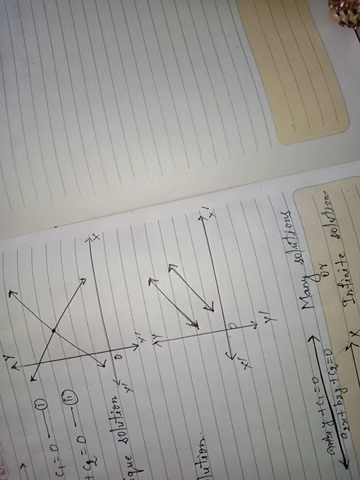 c₁=0 —— (i)
+ c₂=0 —— (ii)
Y
X
O
X'
Y'
ique solution
Y
X'
O
X'
Y'
lution.
a₁x+b₁y+c₁=0
a₂x+b₂y+c₂=0
Many solutions
or
Infinite solution
X